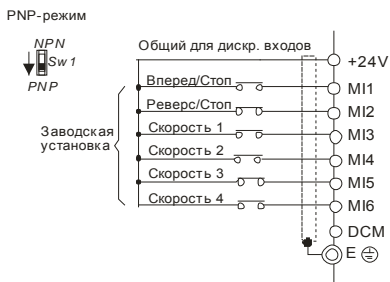 PNP-режим
NPN
Sw 1
PNP
Общий для дискр. входов
+24V
Вперед/Стоп
MI1
Реверс/Стоп
MI2
Заводская
установка
Скорость 1
MI3
Скорость 2
MI4
Скорость 3
MI5
Скорость 4
MI6
DCM
E